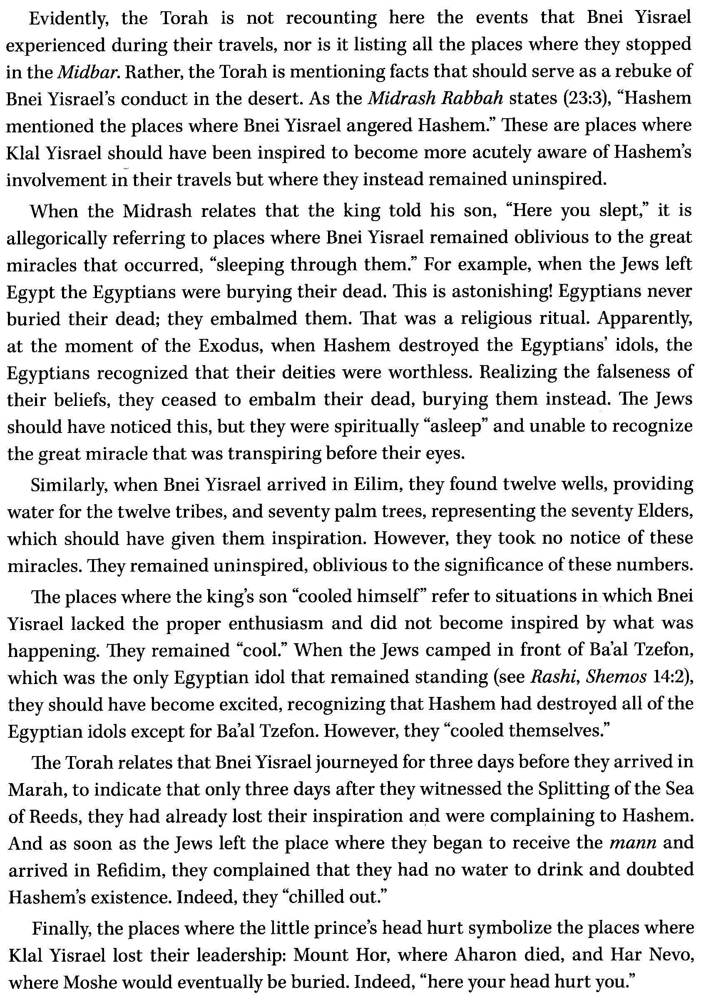 Evidently, the Torah is not recounting here the events that Bnei Yisrael
experienced during their travels, nor is it listing all the places where they stopped
in the Midbar. Rather, the Torah is mentioning facts that should serve as a rebuke of
Bnei Yisrael’s conduct in the desert. As the Midrash Rabbah states (23:3), “Hashem
mentioned the places where Bnei Yisrael angered Hashem.” These are places where
Klal Yisrael should have been inspired to become more acutely aware of Hashem’s
involvement in their travels but where they instead remained uninspired.
When the Midrash relates that the king told his son, “Here you slept,” it is
allegorically referring to places where Bnei Yisrael remained oblivious to the great
miracles that occurred, “sleeping through them.” For example, when the Jews left
Egypt the Egyptians were burying their dead. This is astonishing! Egyptians never
buried their dead; they embalmed them. That was a religious ritual. Apparently,
at the moment of the Exodus, when Hashem destroyed the Egyptians’ idols, the
Egyptians recognized that their deities were worthless. Realizing the falseness of
their beliefs, they ceased to embalm their dead, burying them instead. The Jews
should have noticed this, but they were spiritually “asleep” and unable to recognize
the great miracle that was transpiring before their eyes.
Similarly, when Bnei Yisrael arrived in Eilim, they found twelve wells, providing
water for the twelve tribes, and seventy palm trees, representing the seventy Elders,
which should have given them inspiration. However, they took no notice of these
miracles. They remained uninspired, oblivious to the significance of these numbers.
The places where the king’s son “cooled himself” refer to situations in which Bnei
Yisrael lacked the proper enthusiasm and did not become inspired by what was
happening. They remained “cool.” When the Jews camped in front of Ba’al Tzefon,
which was the only Egyptian idol that remained standing (see Rashi, Shemos 14:2),
they should have become excited, recognizing that Hashem had destroyed all of the
Egyptian idols except for Ba’al Tzefon. However, they “cooled themselves.”
The Torah relates that Bnei Yisrael journeyed for three days before they arrived in
Marah, to indicate that only three days after they witnessed the Splitting of the Sea
of Reeds, they had already lost their inspiration and were complaining to Hashem.
And as soon as the Jews left the place where they began to receive the mann and
arrived in Refidim, they complained that they had no water to drink and doubted
Hashem’s existence. Indeed, they “chilled out.”
Finally, the places where the little prince’s head hurt symbolize the places where
Klal Yisrael lost their leadership: Mount Hor, where Aharon died, and Har Nevo,
where Moshe would eventually be buried. Indeed, “here your head hurt you.”